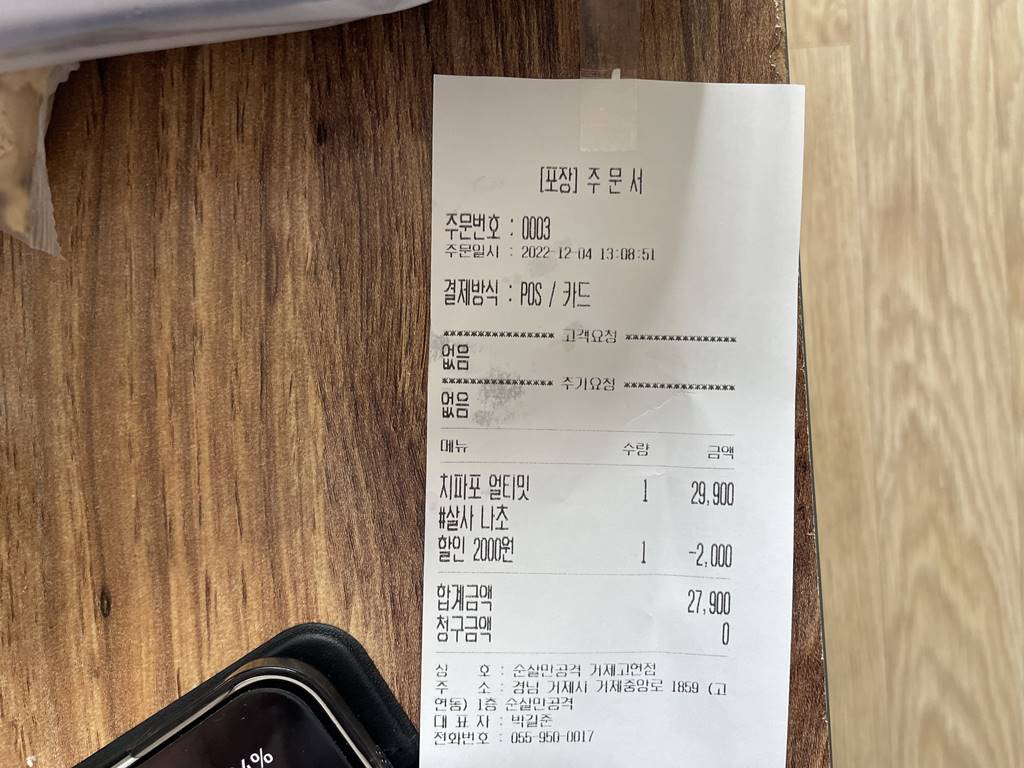 [포장] 주 문 서
주문번호 : 0003
주문일시 : 2022-12-04 13:08:51
결제방식 : POS / 카드
**************** 고객요청 ****************
없음
**************** 추가요청 ****************
없음
메뉴 수량 금액
치파포 얼티밋 1 29,900
#살사 나초
할인 2000원 1 -2,000
합계금액 27,900
청구금액 0
상 호 : 순살만공격 거제고현점
주 소 : 경남 거제시 거제중앙로 1859 (고
현동) 1층 순살만공격
대 표 자 : 박길준
전화번호 : 055-950-0017
%